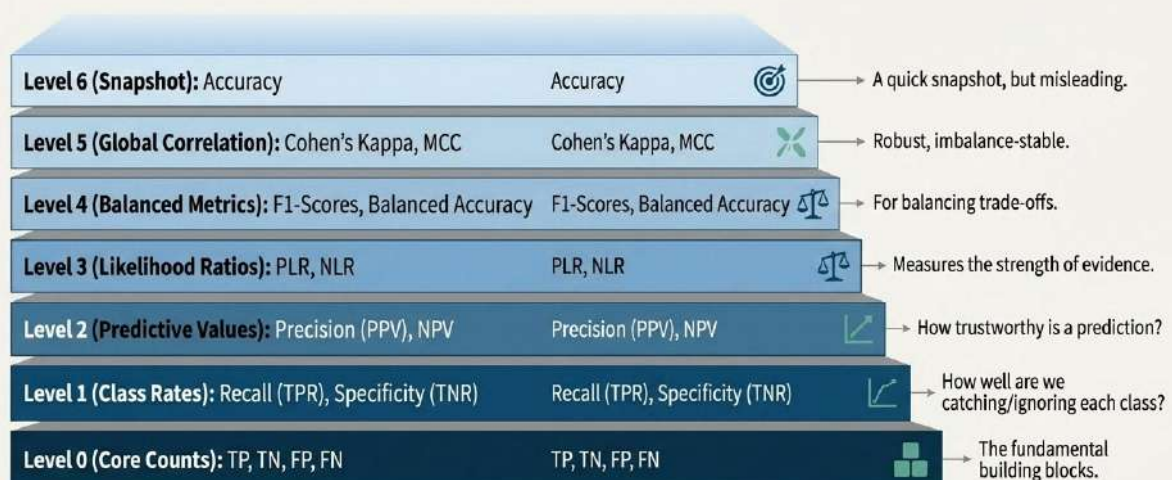 Level 6 (Snapshot): Accuracy Accuracy A quick snapshot, but misleading.
Level 5 (Global Correlation): Cohen's Kappa, MCC Cohen's Kappa, MCC Robust, imbalance-stable.
Level 4 (Balanced Metrics): F1-Scores, Balanced Accuracy F1-Scores, Balanced Accuracy For balancing trade-offs.
Level 3 (Likelihood Ratios): PLR, NLR PLR, NLR Measures the strength of evidence.
Level 2 (Predictive Values): Precision (PPV), NPV Precision (PPV), NPV How trustworthy is a prediction?
Level 1 (Class Rates): Recall (TPR), Specificity (TNR) Recall (TPR), Specificity (TNR) How well are we
catching/ignoring each class?
Level 0 (Core Counts): TP, TN, FP, FN TP, TN, FP, FN The fundamental
building blocks.